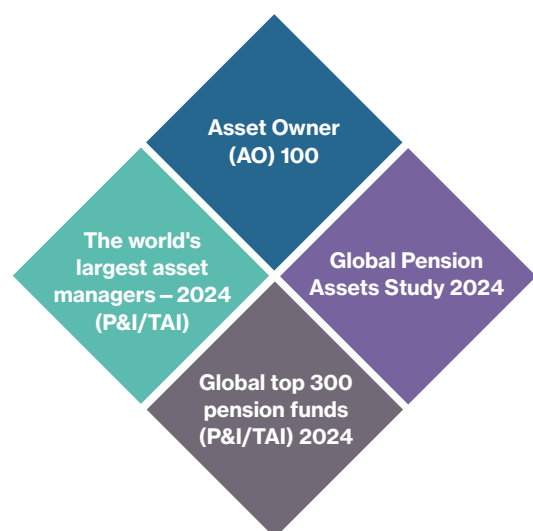 Asset Owner
(AO) 100
The world's
largest asset
managers – 2024
(P&I/TAI)
Global Pension
Assets Study 2024
Global top 300
pension funds
(P&I/TAI) 2024